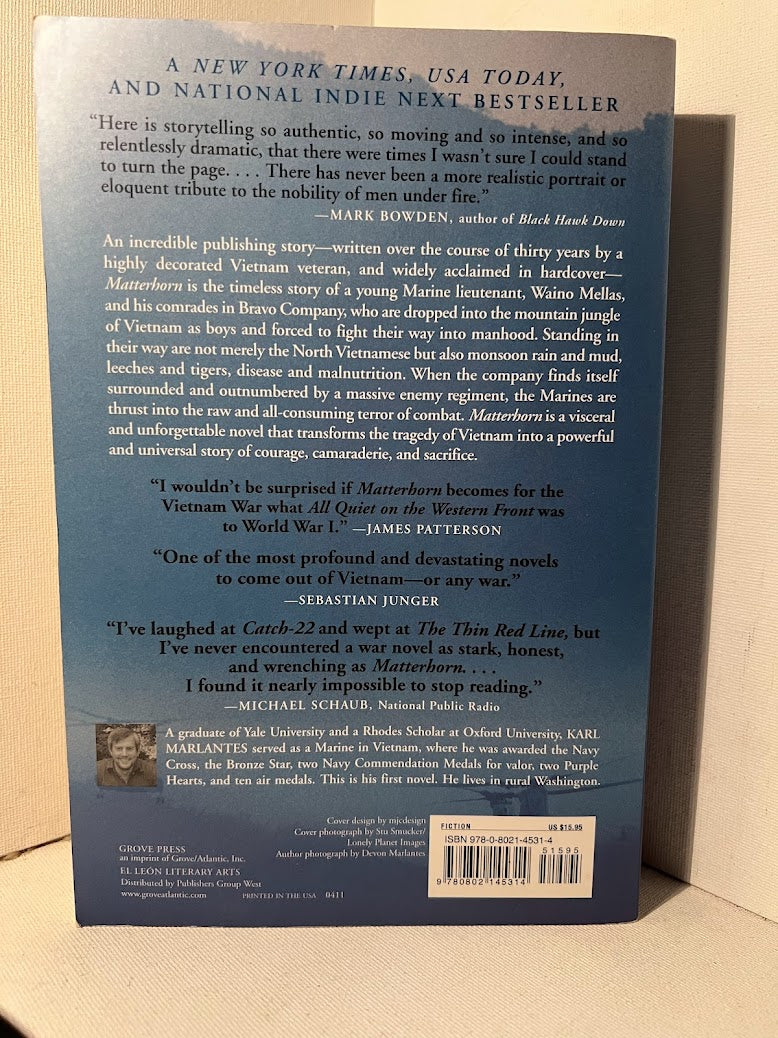 A NEW YORK TIMES, USA TODAY,
AND NATIONAL INDIE NEXT BESTSELLER
“Here is storytelling so authentic, so moving and so intense, and so
relentlessly dramatic, that there were times I wasn’t sure I could stand
to turn the page. . . . There has never been a more realistic portrait or
eloquent tribute to the nobility of men under fire.”
—MARK BOWDEN, author of Black Hawk Down
An incredible publishing story—written over the course of thirty years by a
highly decorated Vietnam veteran, and widely acclaimed in hardcover—
Matterhorn is the timeless story of a young Marine lieutenant, Waino Mellas,
and his comrades in Bravo Company, who are dropped into the mountain jungle
of Vietnam as boys and forced to fight their way into manhood. Standing in
their way are not merely the North Vietnamese but also monsoon rain and mud,
leeches and tigers, disease and malnutrition. When the company finds itself
surrounded and outnumbered by a massive enemy regiment, the Marines are
thrust into the raw and all-consuming terror of combat. Matterhorn is a visceral
and unforgettable novel that transforms the tragedy of Vietnam into a powerful
and universal story of courage, camaraderie, and sacrifice.
“I wouldn’t be surprised if Matterhorn becomes for the
Vietnam War what All Quiet on the Western Front was
to World War I.” —JAMES PATTERSON
“One of the most profound and devastating novels
to come out of Vietnam—or any war.”
—SEBASTIAN JUNGER
“I’ve laughed at Catch-22 and wept at The Thin Red Line, but
I’ve never encountered a war novel as stark, honest,
and wrenching as Matterhorn. . . .
I found it nearly impossible to stop reading.”
—MICHAEL SCHAUB, National Public Radio
A graduate of Yale University and a Rhodes Scholar at Oxford University, KARL
MARLANTES served as a Marine in Vietnam, where he was awarded the Navy
Cross, the Bronze Star, two Navy Commendation Medals for valor, two Purple
Hearts, and ten air medals. This is his first novel. He lives in rural Washington.
Cover design by mjcdesign
Cover photograph by Stu Smucker/
Lonely Planet Images
Author photograph by Devon Marlantes
GROVE PRESS
an imprint of Grove/Atlantic, Inc.
EL LEÓN LITERARY ARTS
Distributed by Publishers Group West
www.groveatlantic.com PRINTED IN THE USA 0411
FICTION US $15.95
ISBN 978-0-8021-4531-4
51595
9 780802 145314